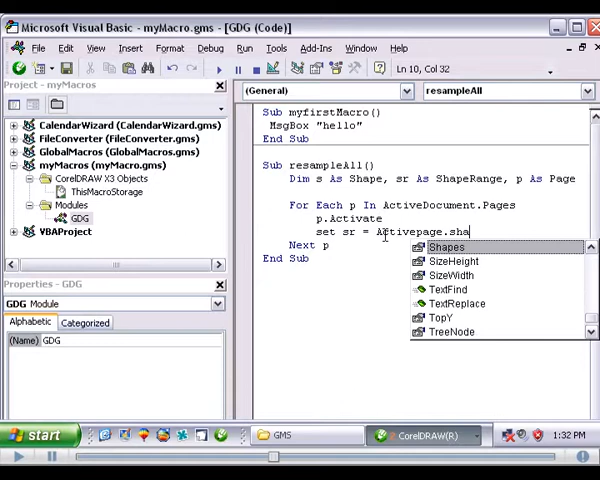 Microsoft Visual Basic - myMacro.gms - [GDG (Code)]
File Edit View Insert Format Debug Run Tools Add-Ins Window Help
Ln 10, Col 32
Project - myMacros
CalendarWizard (CalendarWizard.gms)
FileConverter (FileConverter.gms)
GlobalMacros (GlobalMacros.gms)
myMacros (myMacro.gms)
CorelDRAW X3 Objects
ThisMacroStorage
Modules
GDG
VBAProject
Properties - GDG
GDG Module
Alphabetic Categorized
(Name) GDG
(General) resampleAll
Sub myfirstMacro()
MsgBox "hello"
End Sub
Sub resampleAll()
Dim s As Shape, sr As ShapeRange, p As Page
For Each p In ActiveDocument.Pages
p.Activate
set sr = Activepage.sha
Next p
End Sub
Shapes
SizeHeight
SizeWidth
TextFind
TextReplace
TopY
TreeNode
start GMS CorelDRAW(R) 1:32 PM